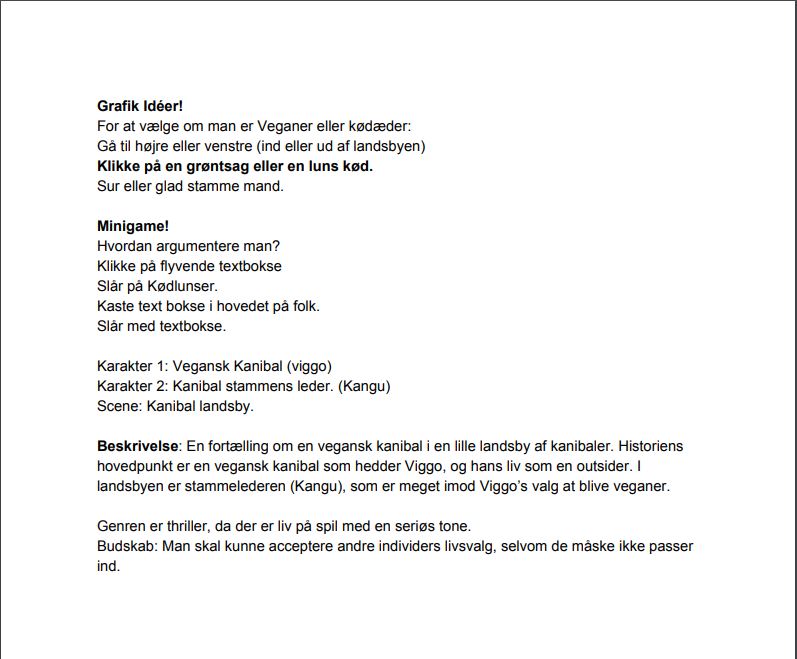 Grafik Idéer!
For at vælge om man er Veganer eller kødæder:
Gå til højre eller venstre (ind eller ud af landsbyen)
Klikke på en grøntsag eller en luns kød.
Sur eller glad stamme mand.
Minigame!
Hvordan argumentere man?
Klikke på flyvende textbokse
Slår på Kødlunser.
Kaste text bokse i hovedet på folk.
Slår med textbokse.
Karakter 1: Vegansk Kanibal (viggo)
Karakter 2: Kanibal stammens leder. (Kangu)
Scene: Kanibal landsby.
Beskrivelse: En fortælling om en vegansk kanibal i en lille landsby af kanibaler. Historiens
hovedpunkt er en vegansk kanibal som hedder Viggo, og hans liv som en outsider. I
landsbyen er stammelederen (Kangu), som er meget imod Viggo’s valg at blive veganer.
Genren er thriller, da der er liv på spil med en seriøs tone.
Budskab: Man skal kunne acceptere andre individers livsvalg, selvom de måske ikke passer
ind.